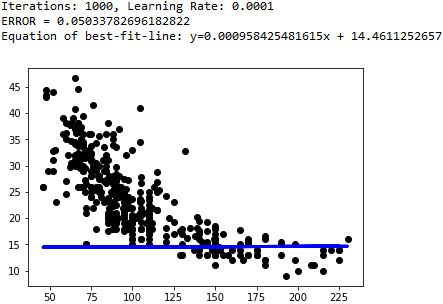 Iterations: 1000, Learning Rate: 0.0001
ERROR = 0.05033782696182822
Equation of best-fit-line: y=0.000958425481615x + 14.4611252657
45
40
35
30
25
20
15
10
50 75 100 125 150 175 200 225